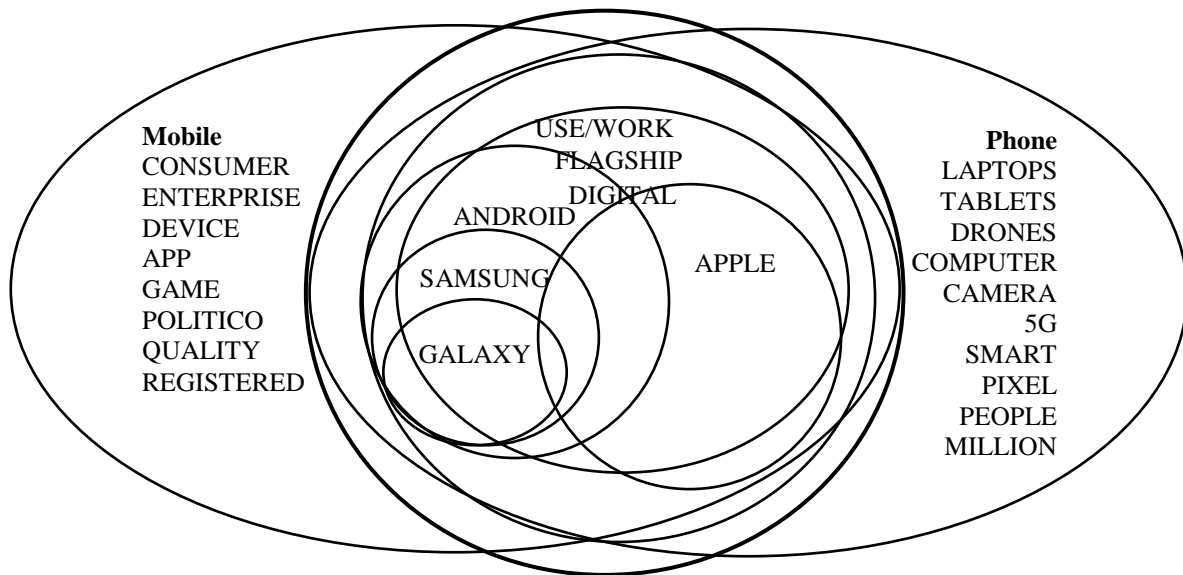 Mobile
CONSUMER
ENTERPRISE
DEVICE
APP
GAME
POLITICO
QUALITY
REGISTERED
USE/WORK
FLAGSHIP
DIGITAL
ANDROID
SAMSUNG
GALAXY
APPLE
Phone
LAPTOPS
TABLETS
DRONES
COMPUTER
CAMERA
5G
SMART
PIXEL
PEOPLE
MILLION